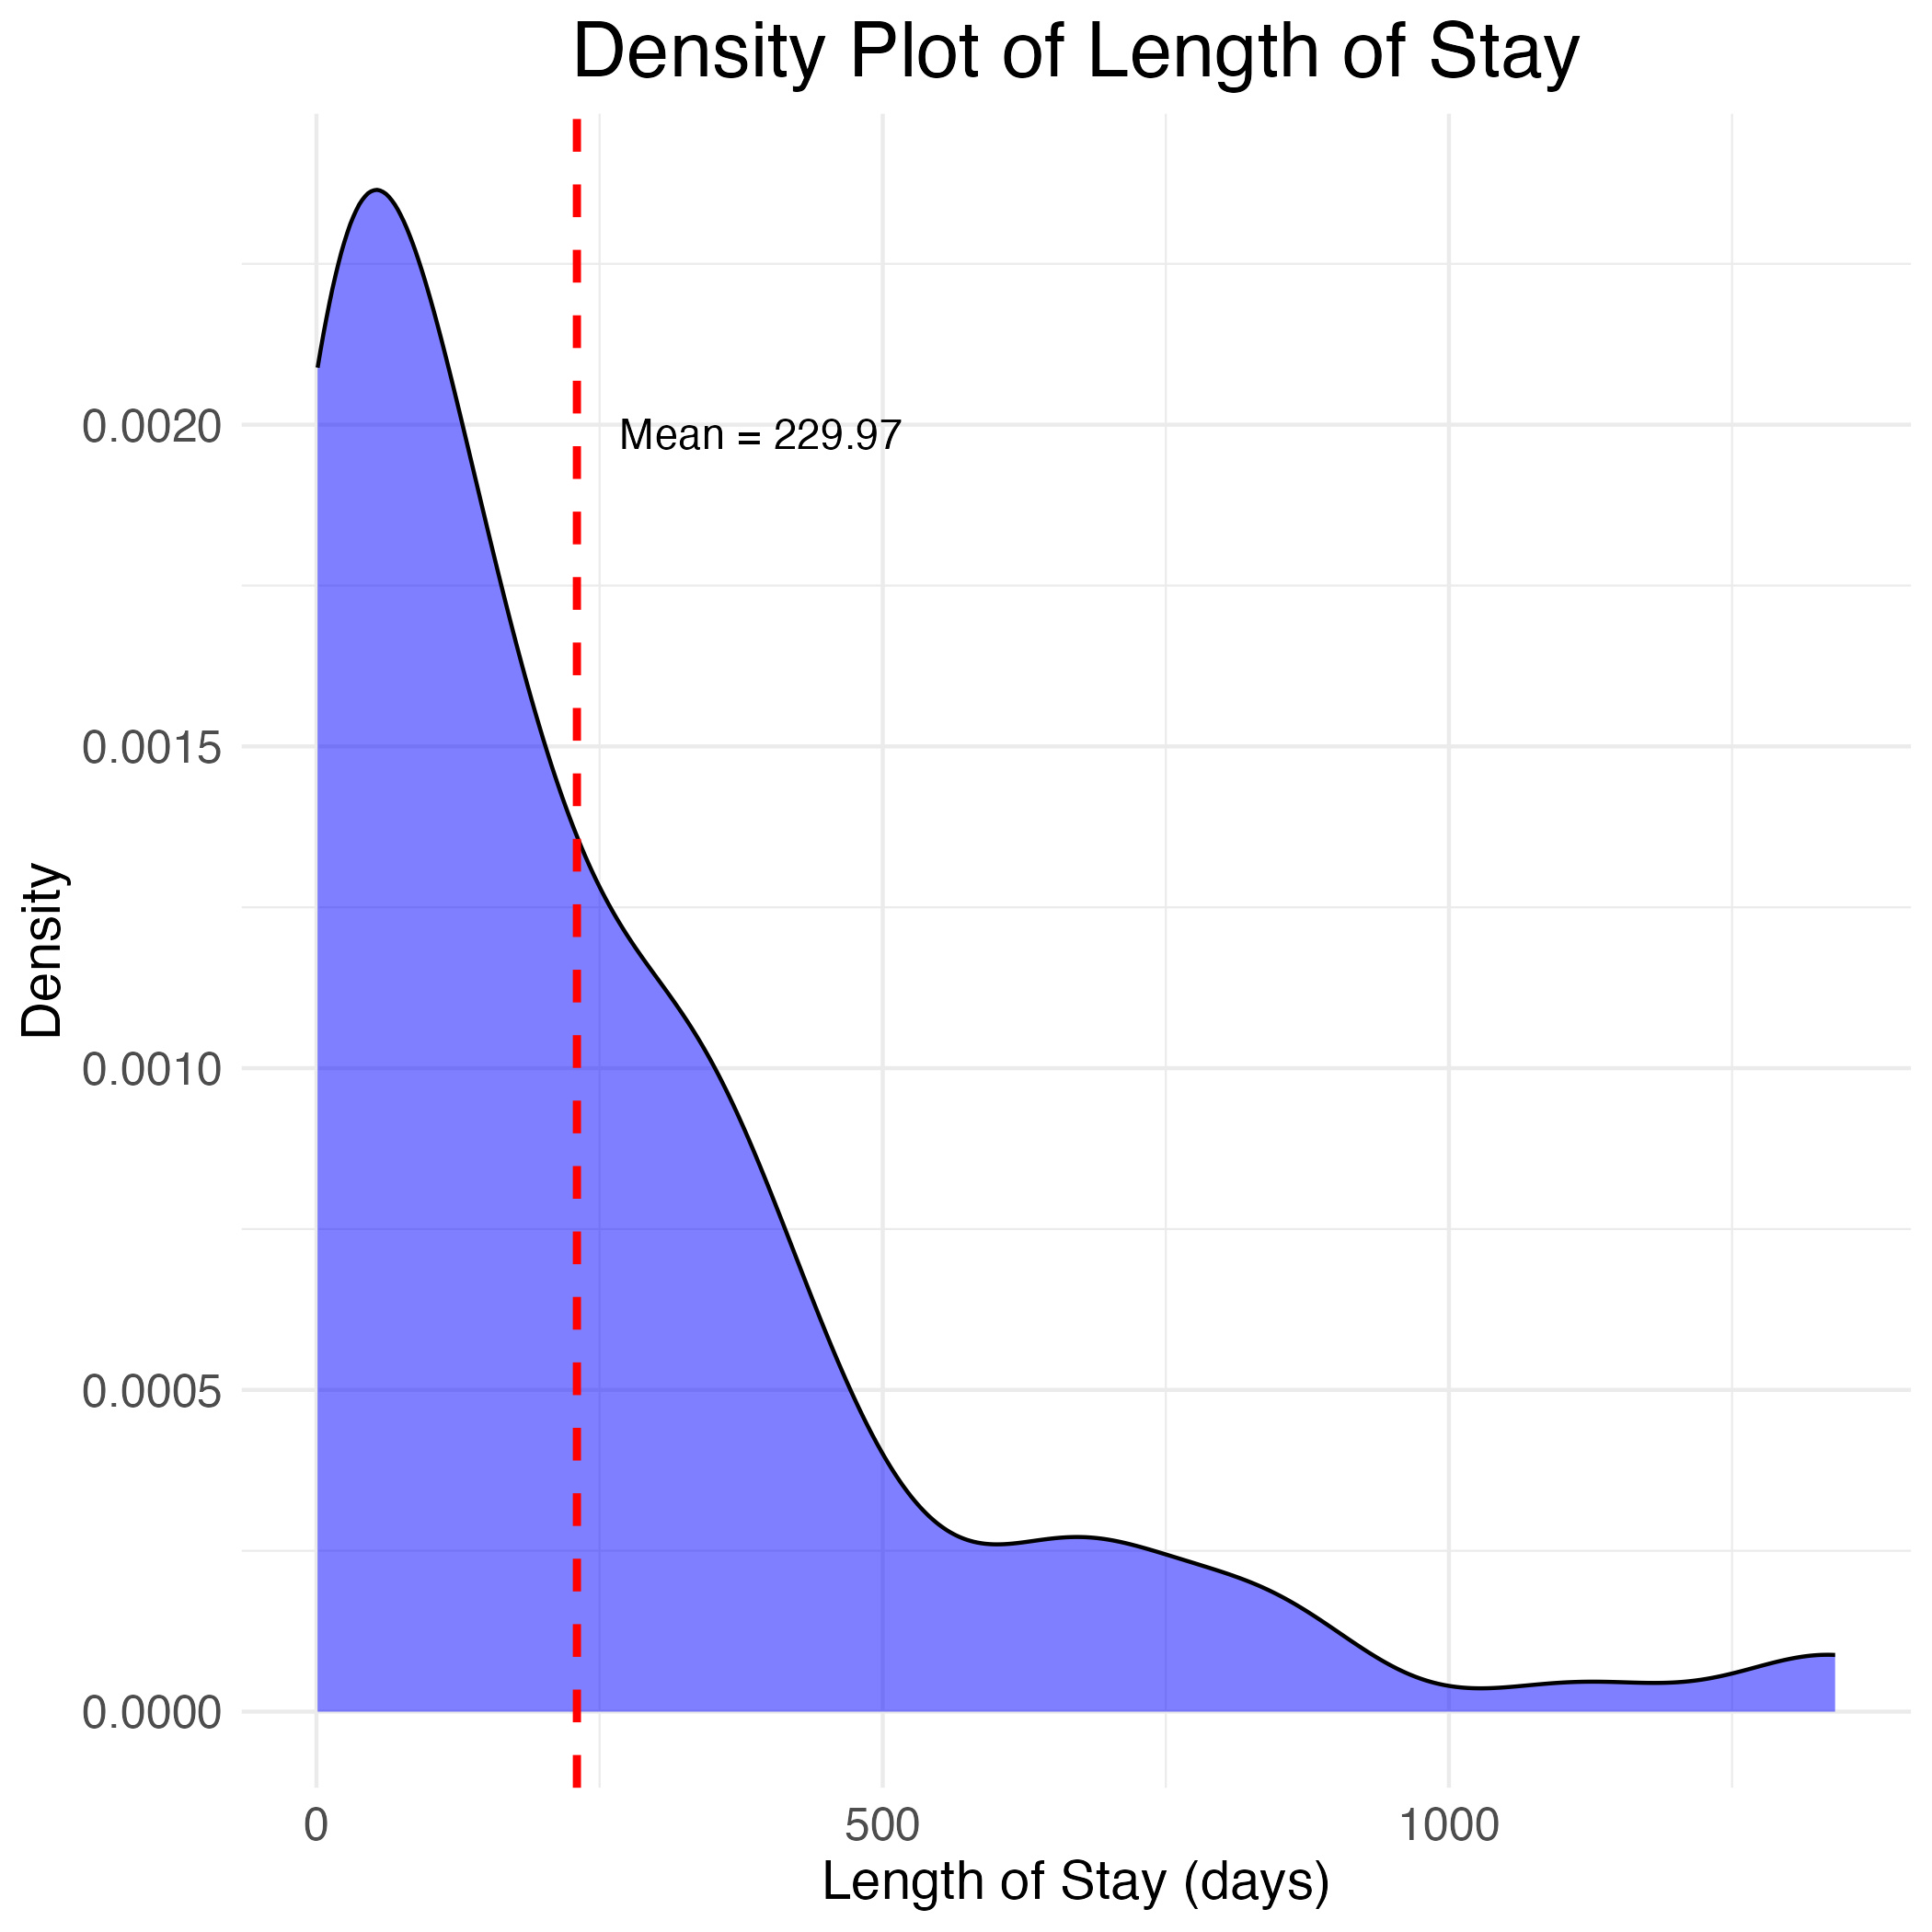 Density Plot of Length of Stay
0.0020
Mean = 229.97
0.0015
Density
0.0010
0.0005
0.0000
0
500
1000
Length of Stay (days)